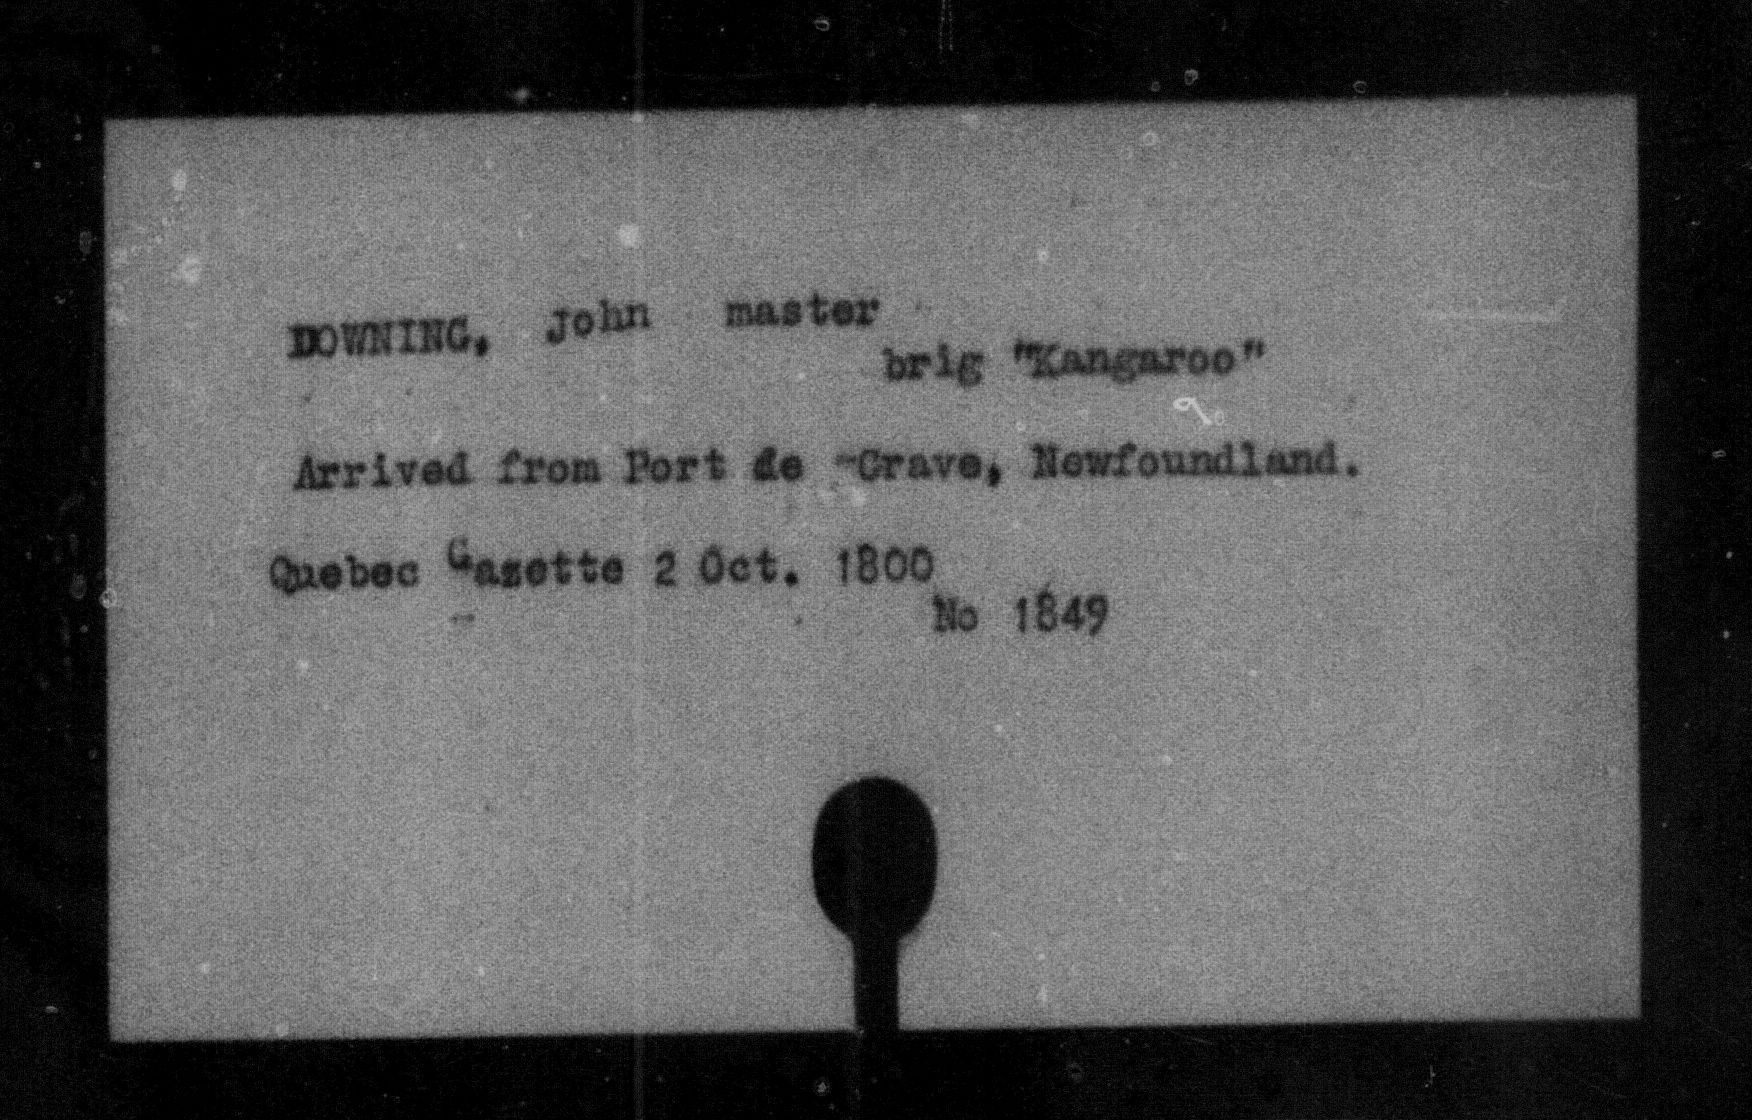 DOWNING, John master
brig "Kangaroo"
Arrived from Port de -Grave, Newfoundland.
Quebec Gazette 2 Oct. 1800
No 1849